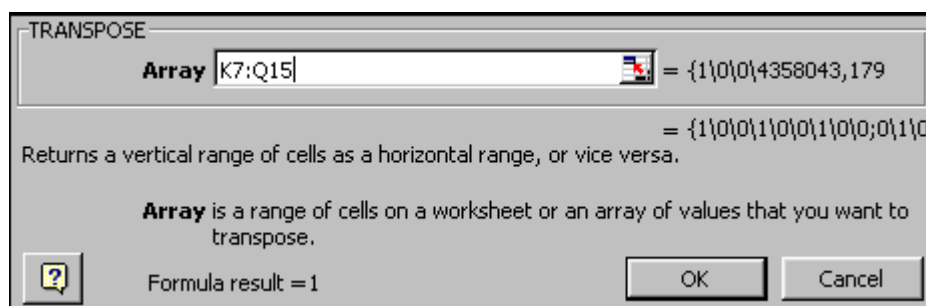 TRANSPOSE
Array K7:Q15 = {1\0\0\4358043,179
= {1\0\0\1\0\0\1\0\0;0\1\0
Returns a vertical range of cells as a horizontal range, or vice versa.
Array is a range of cells on a worksheet or an array of values that you want to
transpose.
Formula result =1 OK Cancel